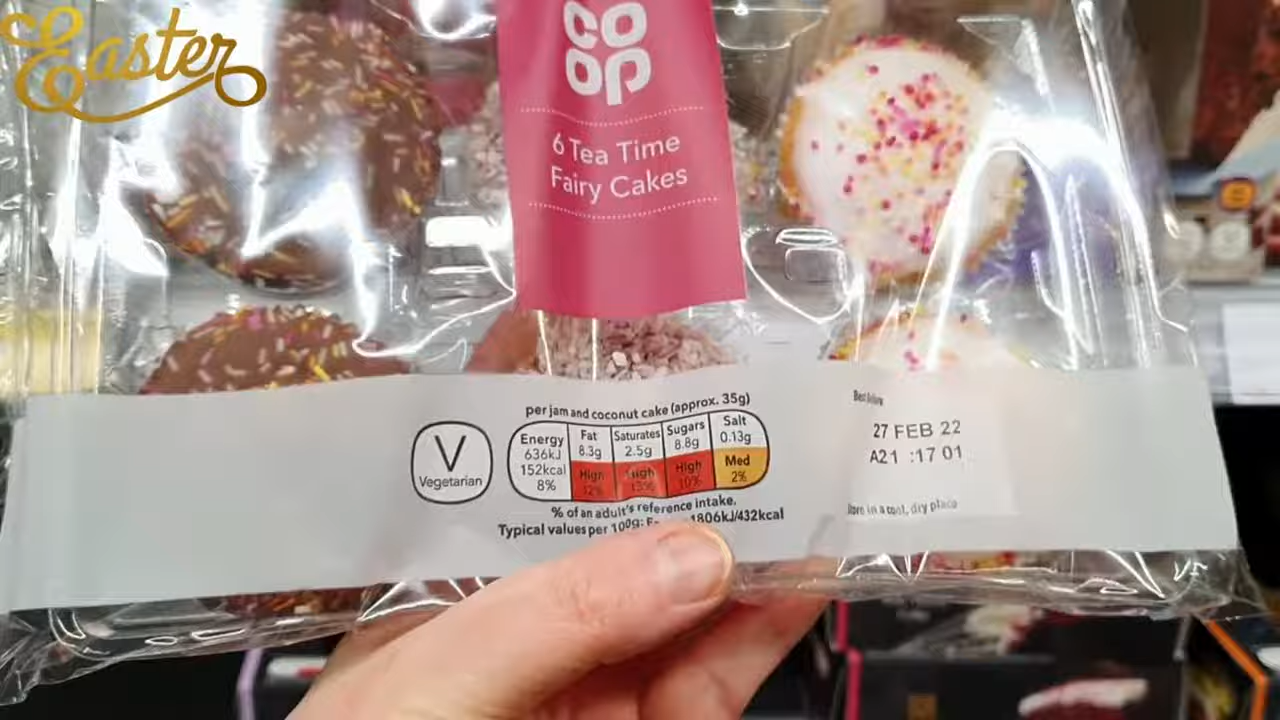 Easter
CO
OP
6 Tea Time
Fairy Cakes
per jam and coconut cake (approx. 35g)
Energy
636kJ
152kcal
8%
Fat
8.3g
High
12%
Saturates
2.5g
High
13%
Sugars
8.8g
High
10%
Salt
0.13g
Med
2%
V
Vegetarian
% of an adult's reference intake.
Typical values per 100g: 1806kJ/432kcal
Best before
27 FEB 22
A21 :17 01
Store in a cool, dry place